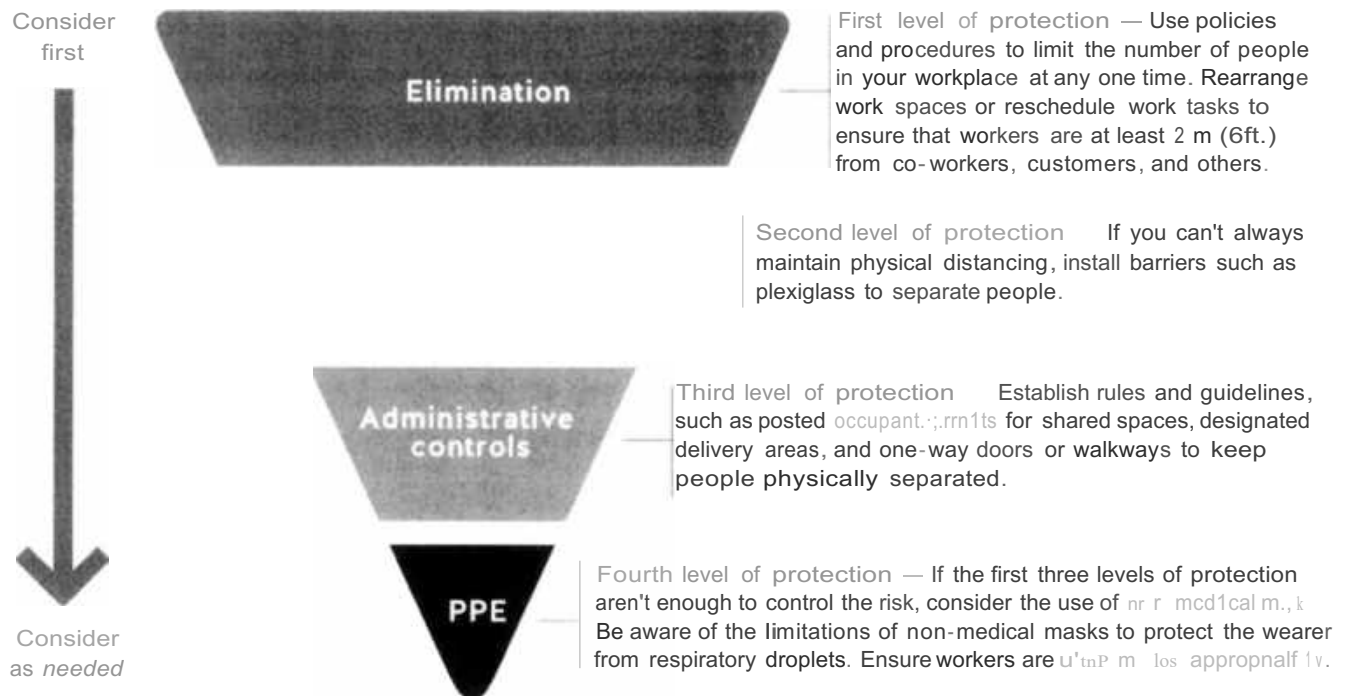 Consider
first
Elimination
First level of protection — Use policies
and procedures to limit the number of people
in your workplace at any one time. Rearrange
work spaces or reschedule work tasks to
ensure that workers are at least 2 m (6ft.)
from co-workers, customers, and others.
Second level of protection If you can't always
maintain physical distancing, install barriers such as
plexiglass to separate people.
Administrative
controls
Third level of protection Establish rules and guidelines,
such as posted for shared spaces, designated
delivery areas, and one-way doors or walkways to keep
people physically separated.
PPE
Fourth level of protection — If the first three levels of protection
aren't enough to control the risk, consider the use of
Be aware of the limitations of non-medical masks to protect the wearer
from respiratory droplets. Ensure workers are
Consider
as needed